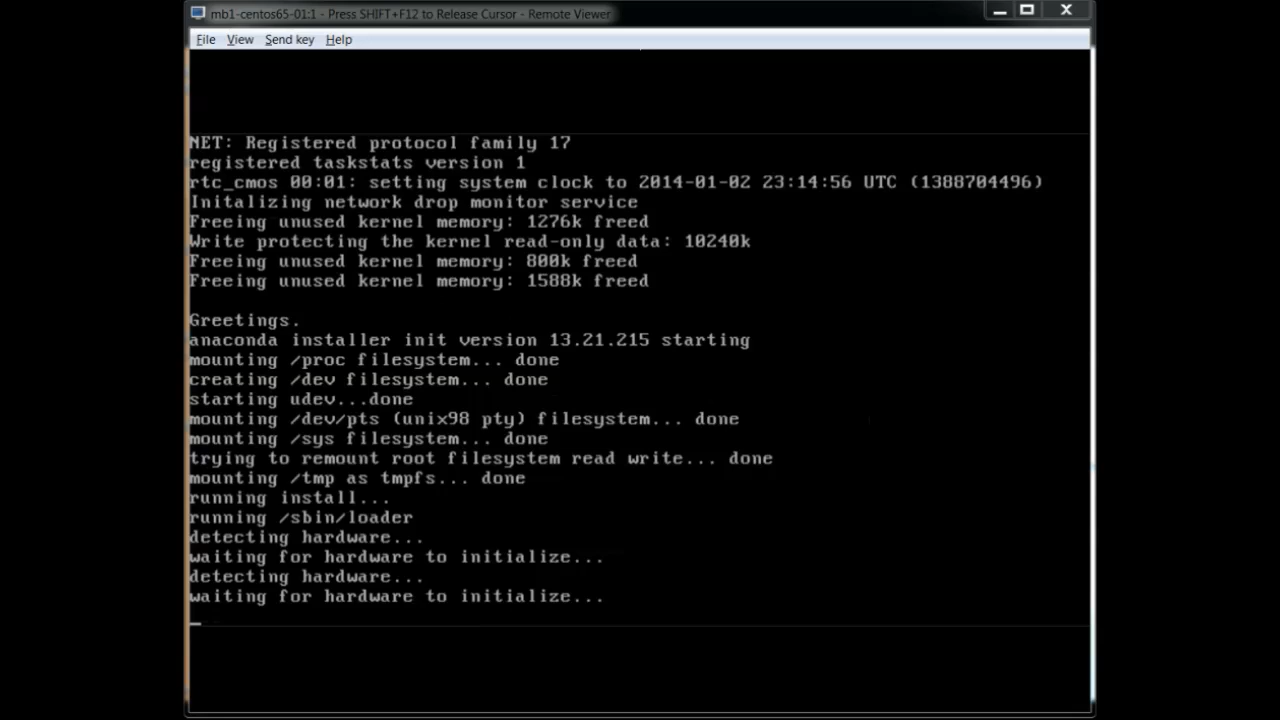 mb1-centos65-01:1 - Press SHIFT+F12 to Release Cursor - Remote Viewer
File View Send key Help
NET: Registered protocol family 17
registered taskstats version 1
rtc_cmos 00:01: setting system clock to 2014-01-02 23:14:56 UTC (1388704496)
Initalizing network drop monitor service
Freeing unused kernel memory: 1276k freed
Write protecting the kernel read-only data: 10240k
Freeing unused kernel memory: 800k freed
Freeing unused kernel memory: 1588k freed
Greetings.
anaconda installer init version 13.21.215 starting
mounting /proc filesystem... done
creating /dev filesystem... done
starting udev...done
mounting /dev/pts (unix98 pty) filesystem... done
mounting /sys filesystem... done
trying to remount root filesystem read write... done
mounting /tmp as tmpfs... done
running install...
running /sbin/loader
detecting hardware...
waiting for hardware to initialize...
detecting hardware...
waiting for hardware to initialize...